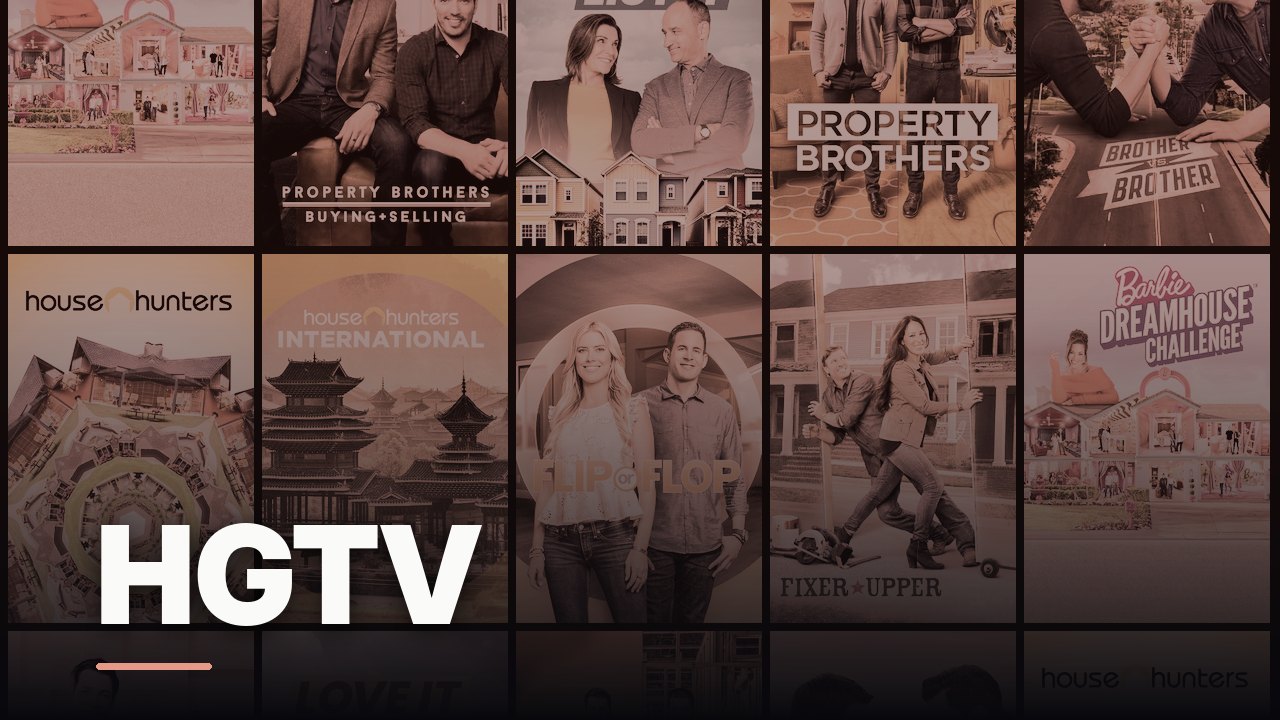 PROPERTY BROTHERS
BUYING+SELLING
PROPERTY
BROTHERS
BROTHER
VS
BROTHER
house hunters
house hunters
INTERNATIONAL
FLIP or FLOP
FIXER UPPER
Barbie
DREAMHOUSE
CHALLENGE
HGTV
LOVE IT
house hunters